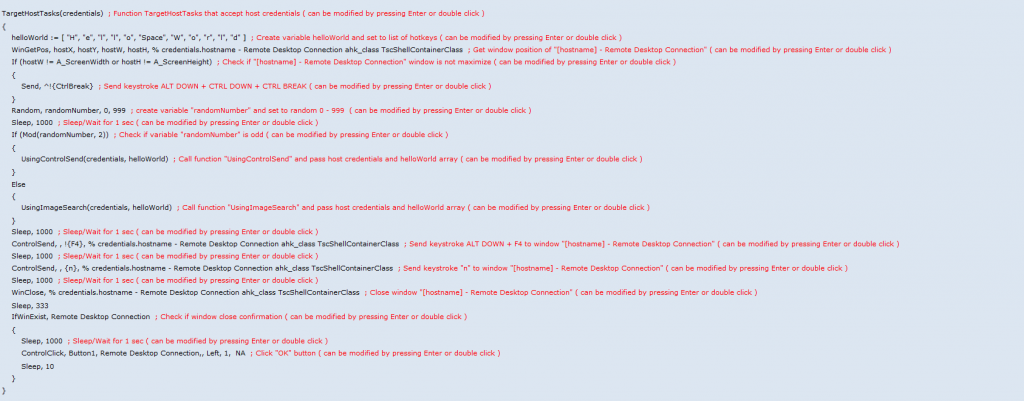 TargetHostTasks(credentials) ; Function TargetHostTasks that accept host credentials ( can be modified by pressing Enter or double click )
{
helloWorld := [ "H", "e", "l", "l", "o", "Space", "W", "o", "r", "l", "d" ] ; Create variable helloWorld and set to list of hotkeys ( can be modified by pressing Enter or double click )
WinGetPos, hostX, hostY, hostW, hostH, % credentials.hostname - Remote Desktop Connection ahk_class TscShellContainerClass ; Get window position of "[hostname] - Remote Desktop Connection" ( can be modified by pressing Enter or double click )
If (hostW != A_ScreenWidth or hostH != A_ScreenHeight) ; Check if "[hostname] - Remote Desktop Connection" window is not maximize ( can be modified by pressing Enter or double click )
{
Send, ^!{CtrlBreak} ; Send keystroke ALT DOWN + CTRL DOWN + CTRL BREAK ( can be modified by pressing Enter or double click )
}
Random, randomNumber, 0, 999 ; create variable "randomNumber" and set to random 0 - 999 ( can be modified by pressing Enter or double click )
Sleep, 1000 ; Sleep/Wait for 1 sec ( can be modified by pressing Enter or double click )
If (Mod(randomNumber, 2)) ; Check if variable "randomNumber" is odd ( can be modified by pressing Enter or double click )
{
UsingControlSend(credentials, helloWorld) ; Call function "UsingControlSend" and pass host credentials and helloWorld array ( can be modified by pressing Enter or double click )
}
Else
{
UsingImageSearch(credentials, helloWorld) ; Call function "UsingImageSearch" and pass host credentials and helloWorld array ( can be modified by pressing Enter or double click )
}
Sleep, 1000 ; Sleep/Wait for 1 sec ( can be modified by pressing Enter or double click )
ControlSend, , !{F4}, % credentials.hostname - Remote Desktop Connection ahk_class TscShellContainerClass ; Send keystroke ALT DOWN + F4 to window "[hostname] - Remote Desktop Connection" ( can be modified by pressing Enter or double click )
Sleep, 1000 ; Sleep/Wait for 1 sec ( can be modified by pressing Enter or double click )
ControlSend, , {n}, % credentials.hostname - Remote Desktop Connection ahk_class TscShellContainerClass ; Send keystroke "n" to window "[hostname] - Remote Desktop Connection" ( can be modified by pressing Enter or double click )
Sleep, 1000 ; Sleep/Wait for 1 sec ( can be modified by pressing Enter or double click )
WinClose, % credentials.hostname - Remote Desktop Connection ahk_class TscShellContainerClass ; Close window "[hostname] - Remote Desktop Connection" ( can be modified by pressing Enter or double click )
Sleep, 333
IfWinExist, Remote Desktop Connection ; Check if window close confirmation ( can be modified by pressing Enter or double click )
{
Sleep, 1000 ; Sleep/Wait for 1 sec ( can be modified by pressing Enter or double click )
ControlClick, Button1, Remote Desktop Connection,, Left, 1, NA ; Click "OK" button ( can be modified by pressing Enter or double click )
Sleep, 10
}
}